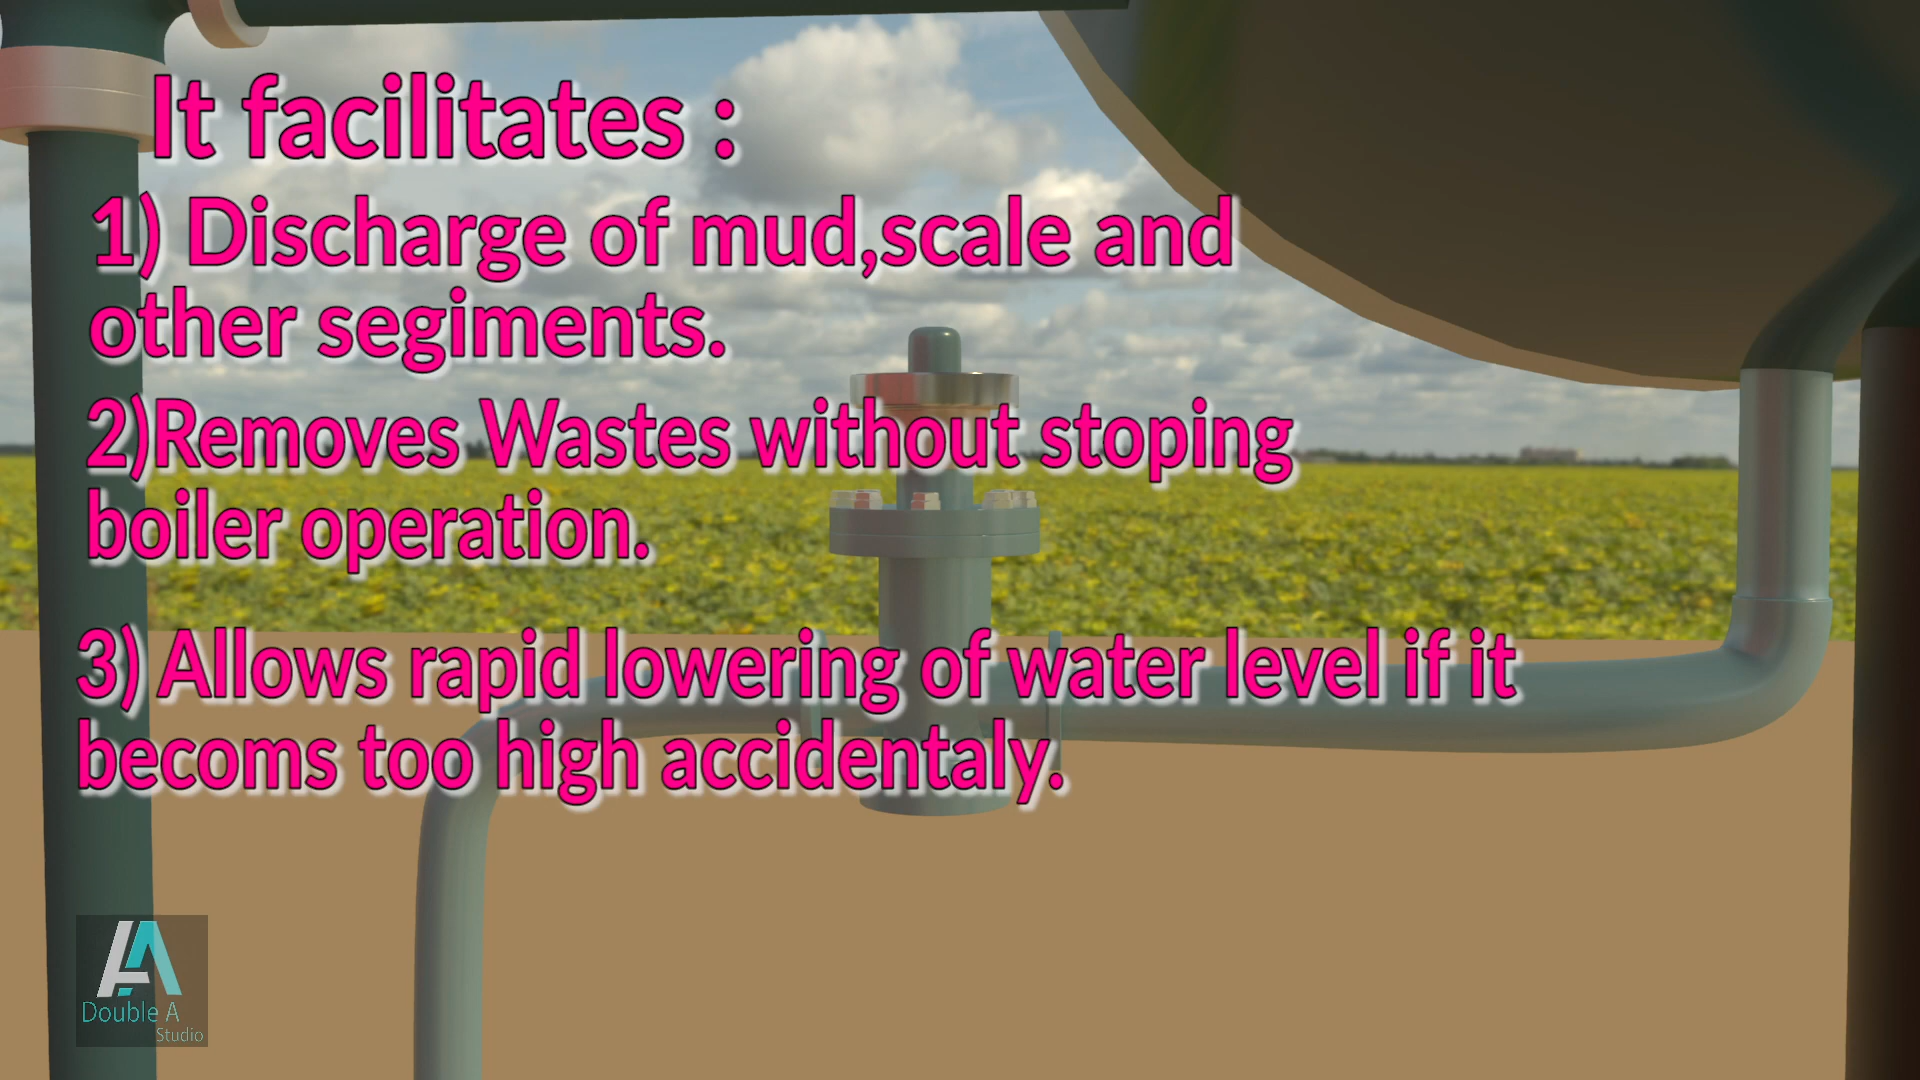 It facilitates :
1) Discharge of mud,scale and
other segiments.
2)Removes Wastes without stoping
boiler operation.
3) Allows rapid lowering of water level if it
becoms too high accidentaly.
Double A
Studio